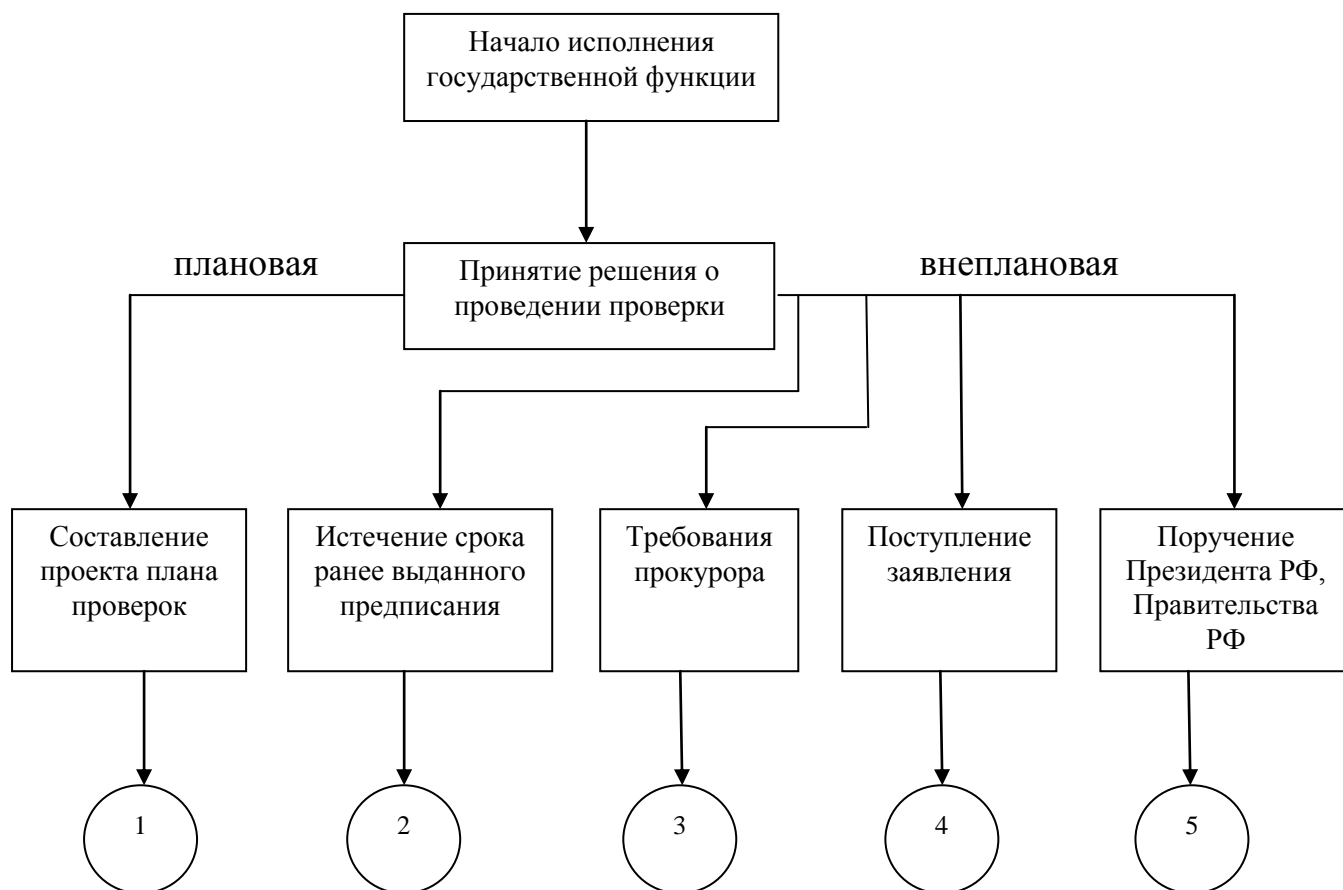 Начало исполнения
государственной функции
плановая
Принятие решения о
проведении проверки
внеплановая
Составление
проекта плана
проверок
Истечение срока
ранее выданного
предписания
Требования
прокурора
Поступление
заявления
Поручение
Президента РФ,
Правительства
РФ
1
2
3
4
5